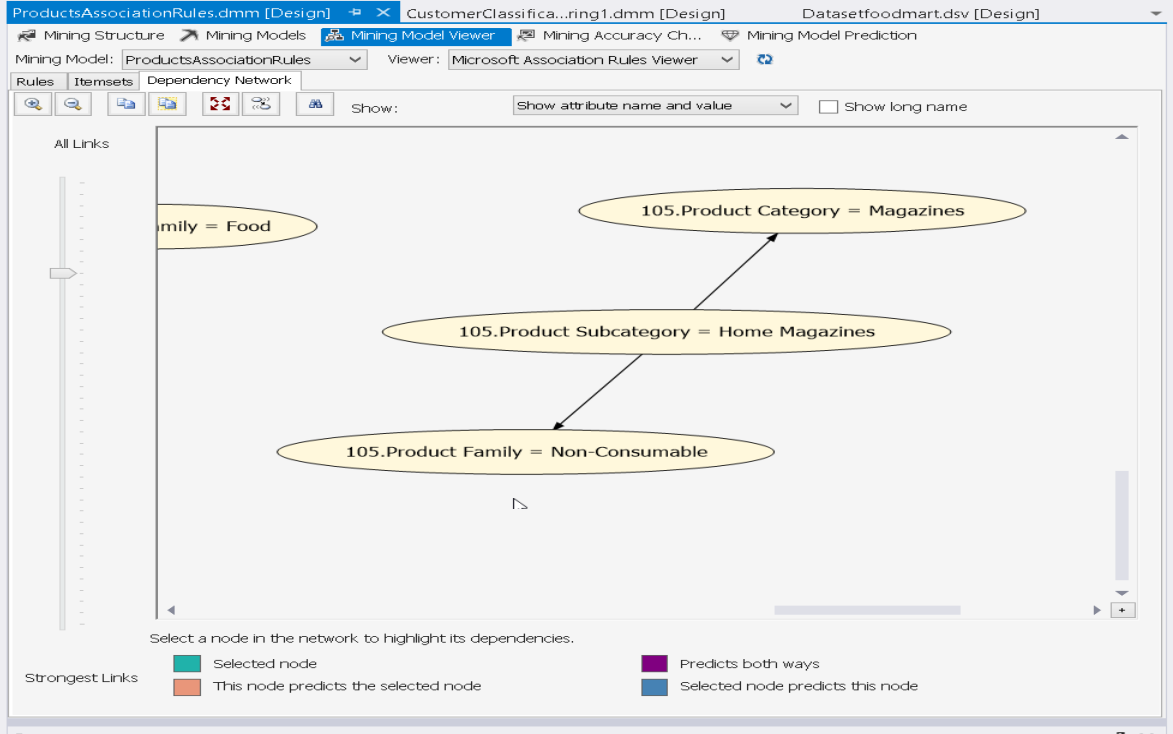 ProductsAssociationRules.dmm [Design] CustomerClassifica...ring1.dmm [Design] Datasetfoodmart.dsv [Design]
Mining Structure Mining Models Mining Model Viewer Mining Accuracy Ch... Mining Model Prediction
Mining Model: ProductsAssociationRules Viewer: Microsoft Association Rules Viewer
Rules Itemsets Dependency Network
Show: Show attribute name and value Show long name
All Links
105.Product Category = Magazines
mily = Food
105.Product Subcategory = Home Magazines
105.Product Family = Non-Consumable
Select a node in the network to highlight its dependencies.
Selected node Predicts both ways
Strongest Links
This node predicts the selected node Selected node predicts this node